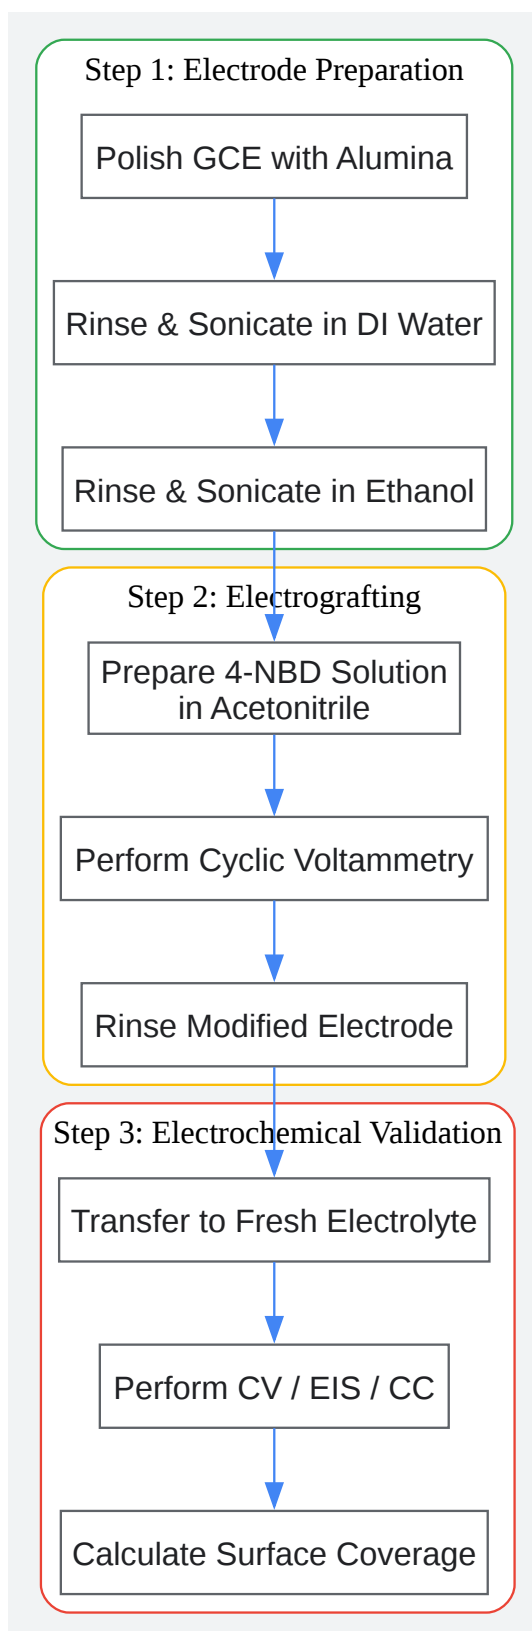 Step 1: Electrode Preparation
Polish GCE with Alumina
Rinse & Sonicate in DI Water
Rinse & Sonicate in Ethanol
Step 2: Electrografting
Prepare 4-NBD Solution
in Acetonitrile
Perform Cyclic Voltammetry
Rinse Modified Electrode
Step 3: Electrochemical Validation
Transfer to Fresh Electrolyte
Perform CV / EIS / CC
Calculate Surface Coverage